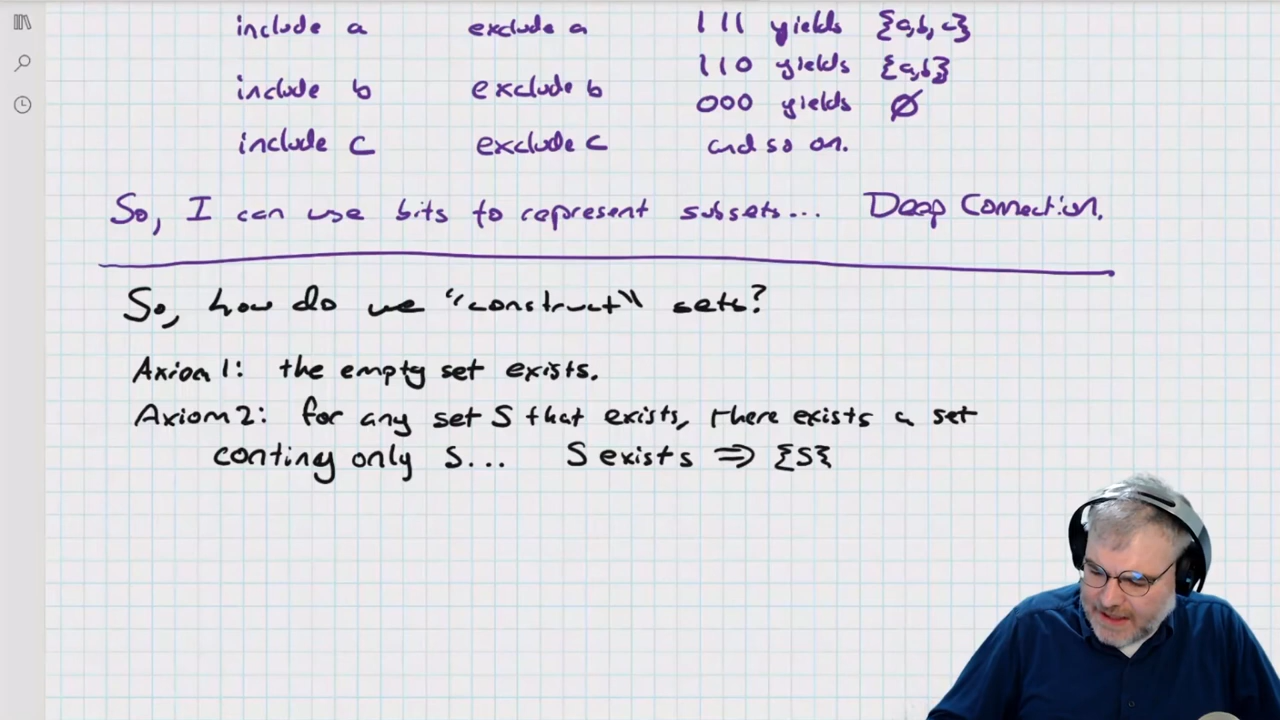 include a exclude a 111 yields {a,b,c}
110 yields {a,b}
include b exclude b
000 yields ∅
include c exclude c and so on.
So, I can use bits to represent subsets... Deep Connection.
So, how do we "construct" sets?
Axiom 1: the empty set exists.
Axiom 2: for any set S that exists, there exists a set
contining only S... S exists ⇒ {S}